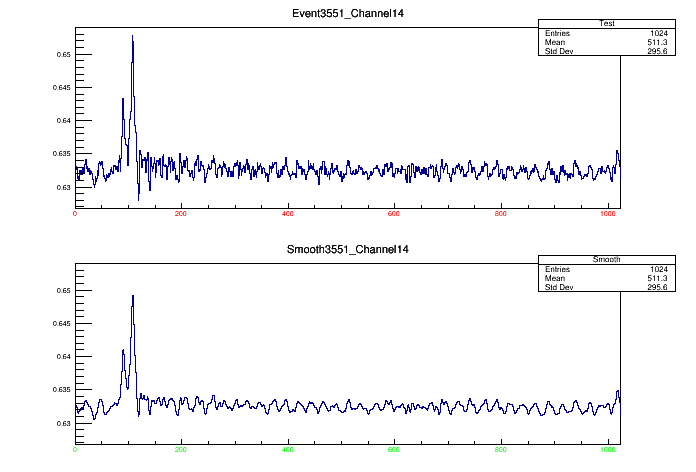 Event3551_Channel14
Test
Entries 1024
Mean 511.3
Std Dev 295.6
0.65
0.645
0.64
0.635
0.63
0 200 400 600 800 1000
Smooth3551_Channel14
Smooth
Entries 1024
Mean 511.3
Std Dev 295.6
0.65
0.645
0.64
0.635
0.63
0 200 400 600 800 1000